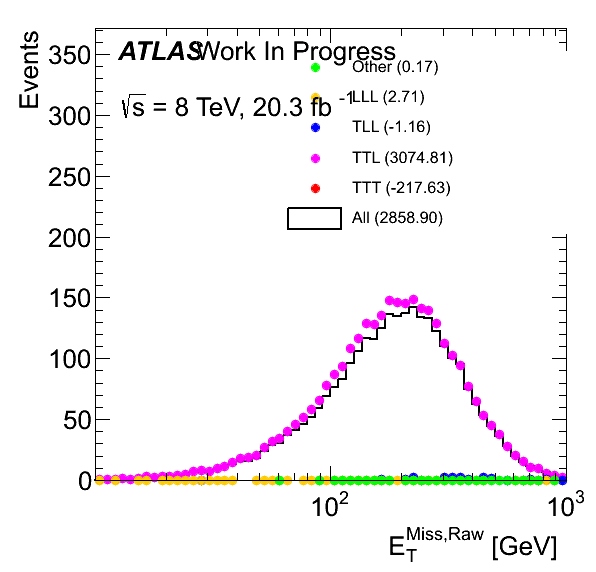 Events
350
300
250
200
150
100
50
0
ATLAS Work In Progress
√s = 8 TeV, 20.3 fb -1
Other (0.17)
LLL (2.71)
TLL (-1.16)
TTL (3074.81)
TTT (-217.63)
All (2858.90)
10² 10³
E_T^Miss,Raw [GeV]